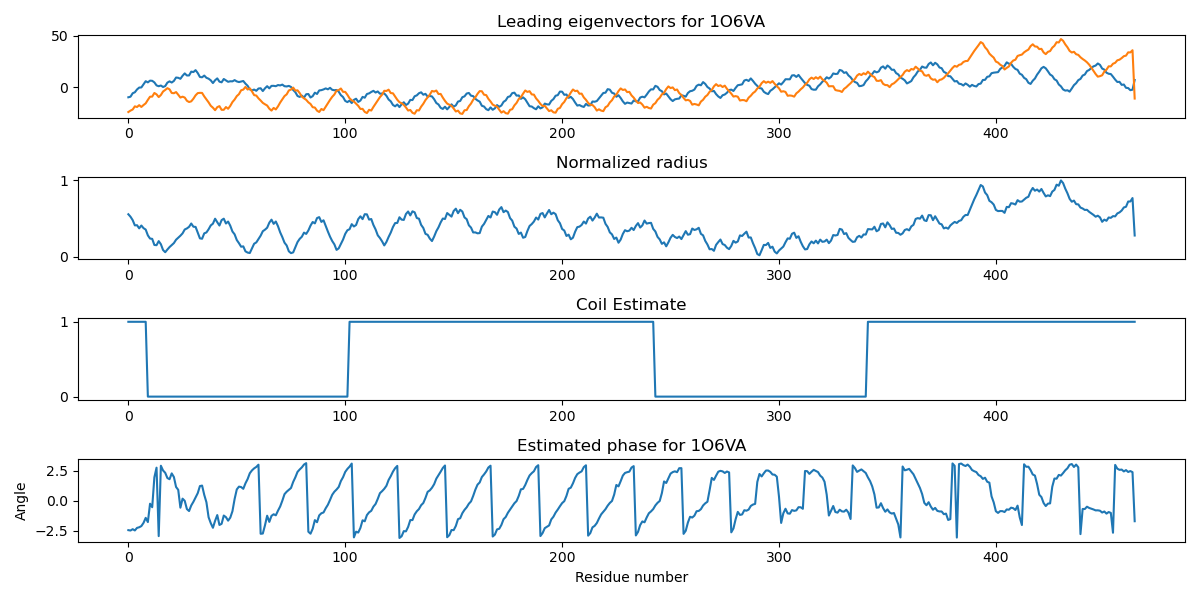 Leading eigenvectors for 1O6VA
50
0
0 100 200 300 400
Normalized radius
1
0
0 100 200 300 400
Coil Estimate
1
0
0 100 200 300 400
Estimated phase for 1O6VA
Angle
2.5
0.0
−2.5
0 100 200 300 400
Residue number